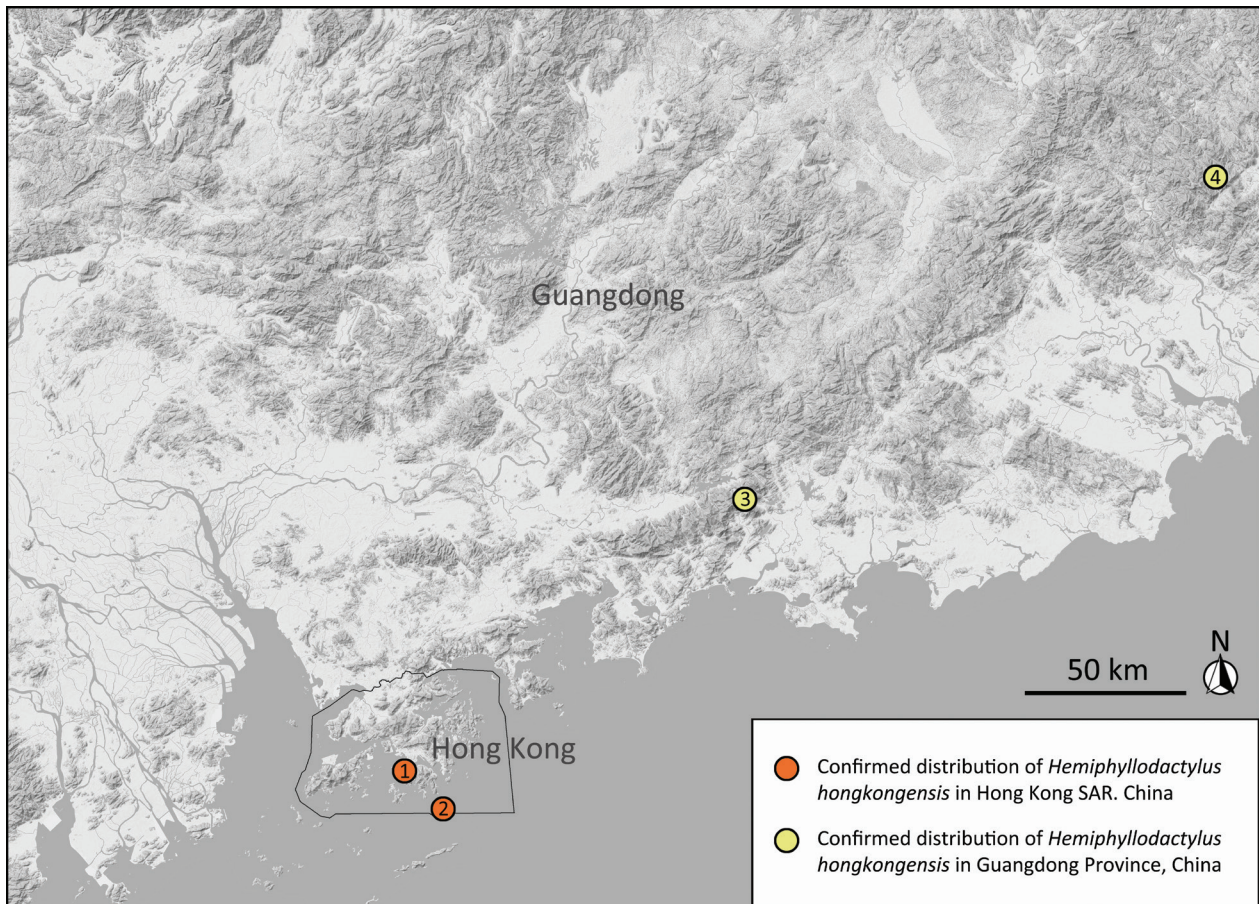 4
Guangdong
3
N
50 km
Hong Kong
1
2
Confirmed distribution of Hemiphyllodactylus
hongkongensis in Hong Kong SAR. China
Confirmed distribution of Hemiphyllodactylus
hongkongensis in Guangdong Province, China